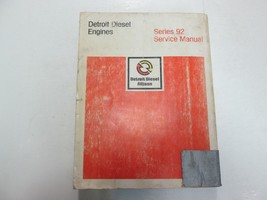 Detroit Diesel
Engines
Series 92
Service Manual
Detroit Diesel
Allison